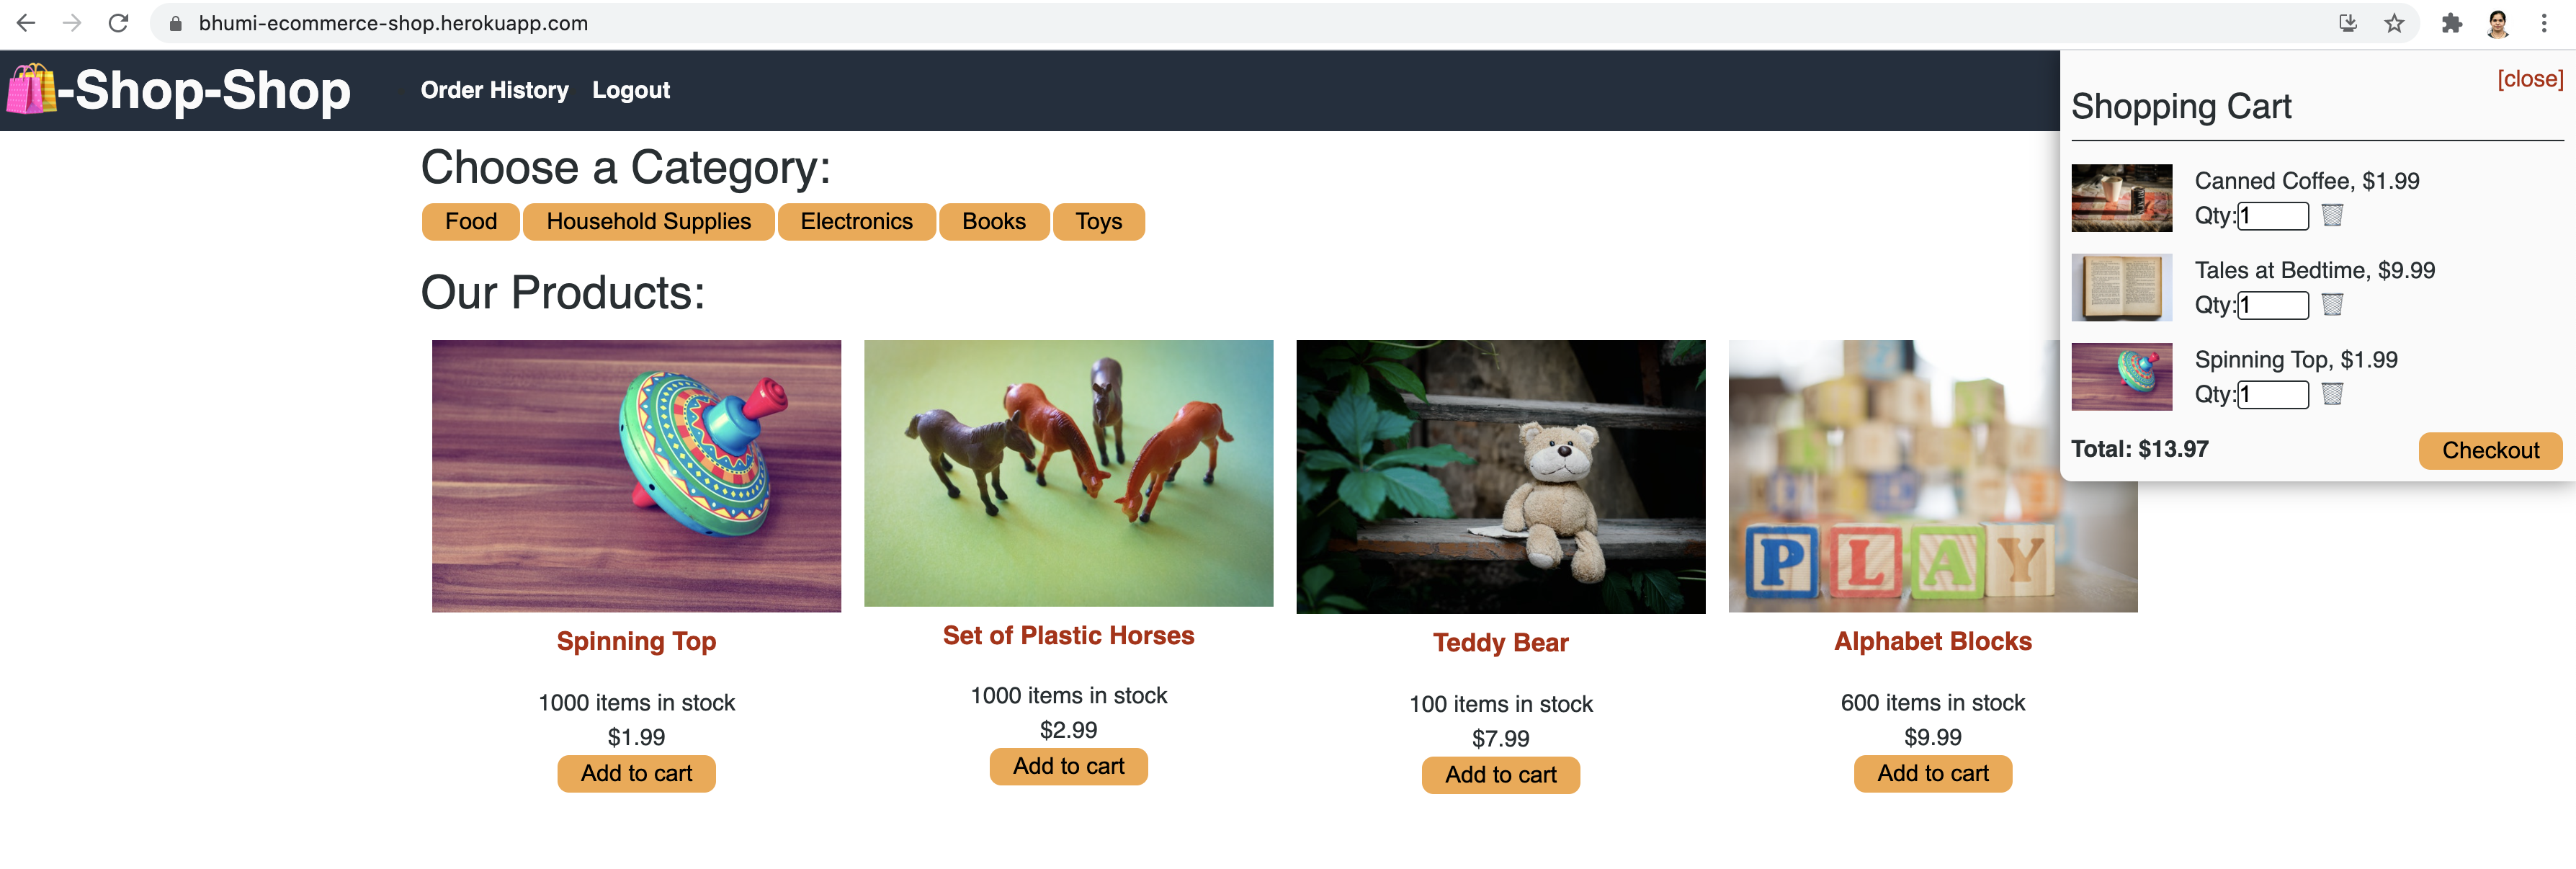 bhumi-ecommerce-shop.herokuapp.com
-Shop-Shop
Order History Logout
Choose a Category:
Food Household Supplies Electronics Books Toys
Our Products:
Spinning Top
1000 items in stock
$1.99
Add to cart
Set of Plastic Horses
1000 items in stock
$2.99
Add to cart
Teddy Bear
100 items in stock
$7.99
Add to cart
PLAY
Alphabet Blocks
600 items in stock
$9.99
Add to cart
[close]
Shopping Cart
Canned Coffee, $1.99
Qty:1
Tales at Bedtime, $9.99
Qty:1
Spinning Top, $1.99
Qty:1
Total: $13.97
Checkout